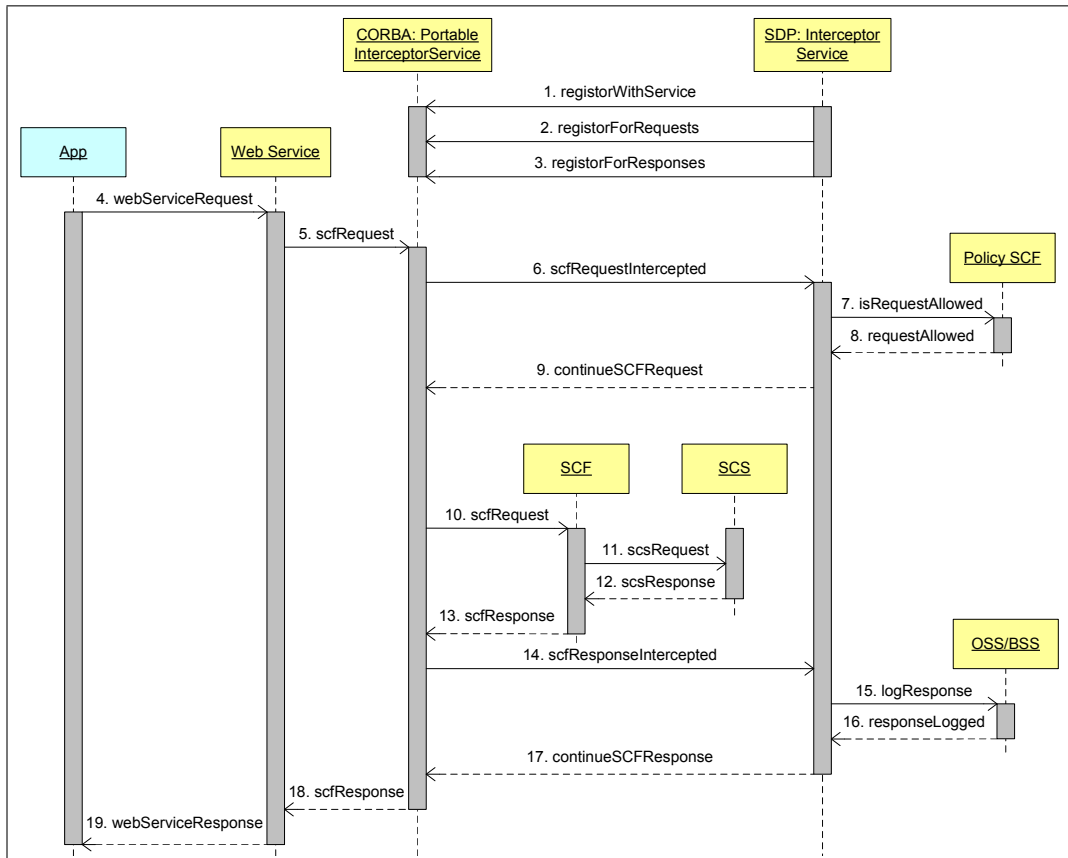 CORBA: Portable
InterceptorService
SDP: Interceptor
Service
1. registorWithService
2. registorForRequests
3. registorForResponses
App
Web Service
4. webServiceRequest
5. scfRequest
6. scfRequestIntercepted
Policy SCF
7. isRequestAllowed
8. requestAllowed
9. continueSCFRequest
SCF
SCS
10. scfRequest
11. scsRequest
12. scsResponse
13. scfResponse
14. scfResponseIntercepted
OSS/BSS
15. logResponse
16. responseLogged
17. continueSCFResponse
18. scfResponse
19. webServiceResponse